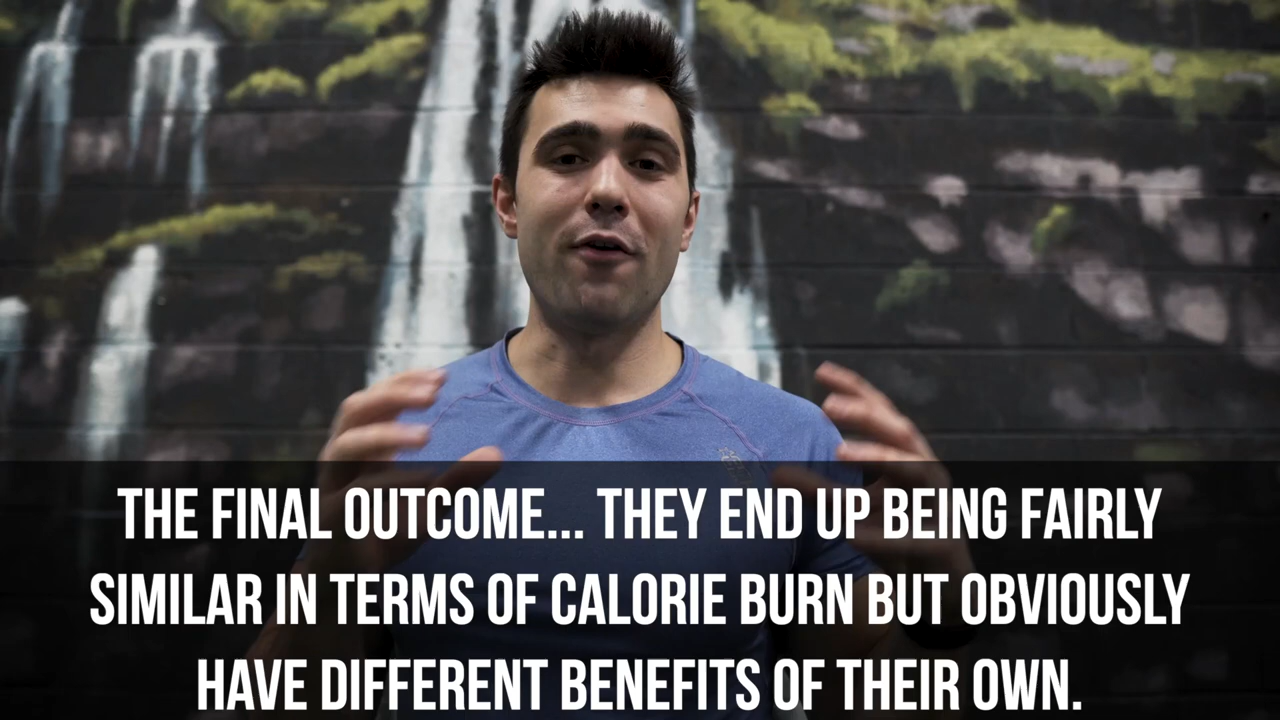 THE FINAL OUTCOME... THEY END UP BEING FAIRLY
SIMILAR IN TERMS OF CALORIE BURN BUT OBVIOUSLY
HAVE DIFFERENT BENEFITS OF THEIR OWN.